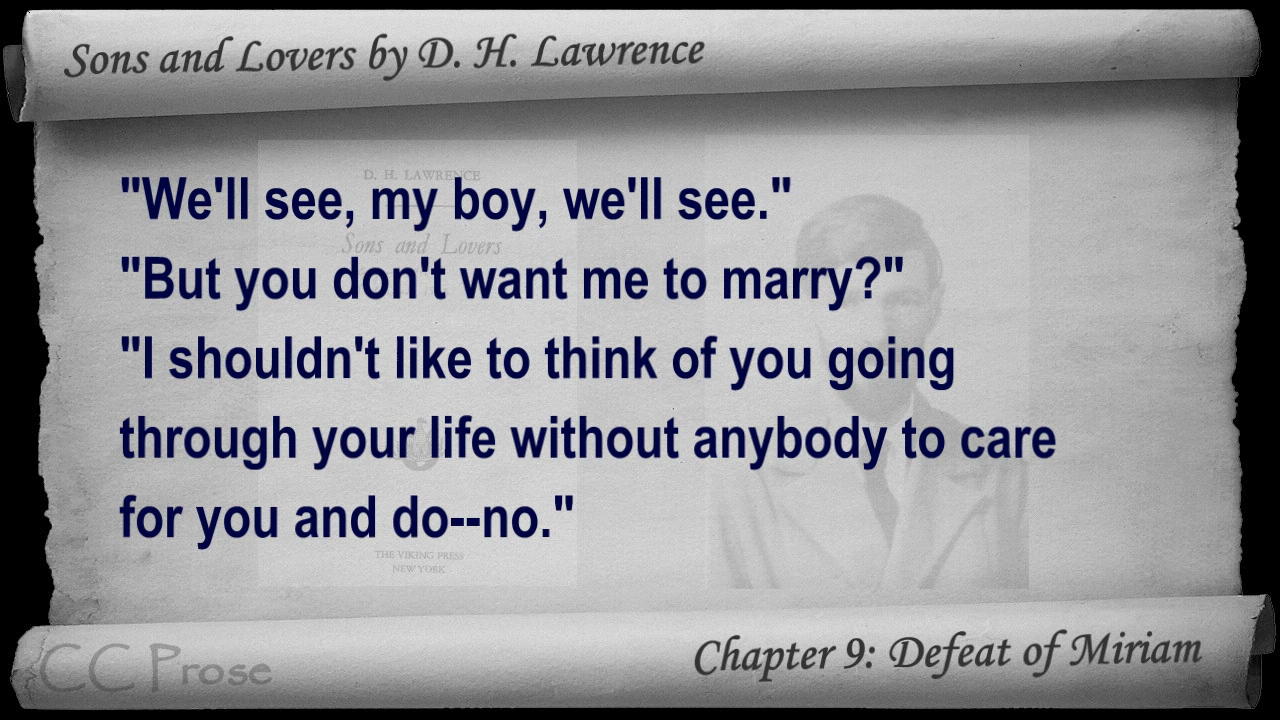 Sons and Lovers by D. H. Lawrence
D. H. LAWRENCE
"We'll see, my boy, we'll see."
Sons and Lovers
"But you don't want me to marry?"
"I shouldn't like to think of you going
through your life without anybody to care
for you and do--no."
THE VIKING PRESS
NEW YORK
CC Prose
Chapter 9: Defeat of Miriam